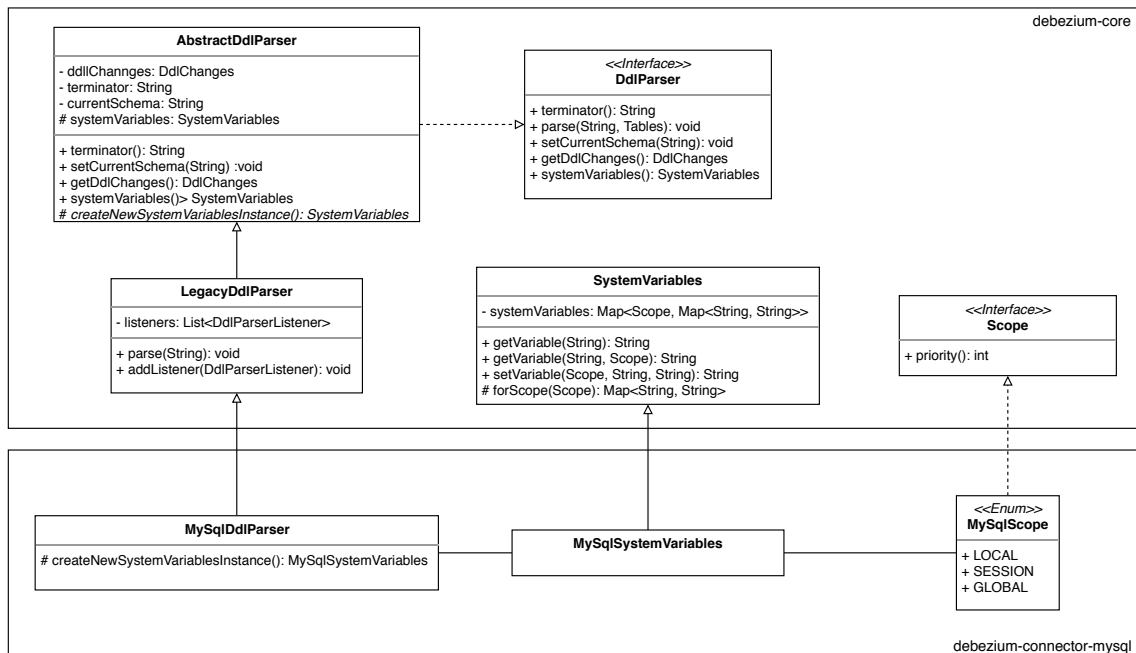 debezium-core
AbstractDdlParser
- ddllChannges: DdlChanges
- terminator: String
- currentSchema: String
# systemVariables: SystemVariables
+ terminator(): String
+ setCurrentSchema(String) :void
+ getDdlChanges(): DdlChanges
+ systemVariables()> SystemVariables
# createNewSystemVariablesInstance(): SystemVariables
<<Interface>>
DdlParser
+ terminator(): String
+ parse(String, Tables): void
+ setCurrentSchema(String): void
+ getDdlChanges(): DdlChanges
+ systemVariables(): SystemVariables
LegacyDdlParser
- listeners: List<DdlParserListener>
+ parse(String): void
+ addListener(DdlParserListener): void
SystemVariables
- systemVariables: Map<Scope, Map<String, String>>
+ getVariable(String): String
+ getVariable(String, Scope): String
+ setVariable(Scope, String, String): String
# forScope(Scope): Map<String, String>
<<Interface>>
Scope
+ priority(): int
MySqlDdlParser
# createNewSystemVariablesInstance(): MySqlSystemVariables
MySqlSystemVariables
<<Enum>>
MySqlScope
+ LOCAL
+ SESSION
+ GLOBAL
debezium-connector-mysql